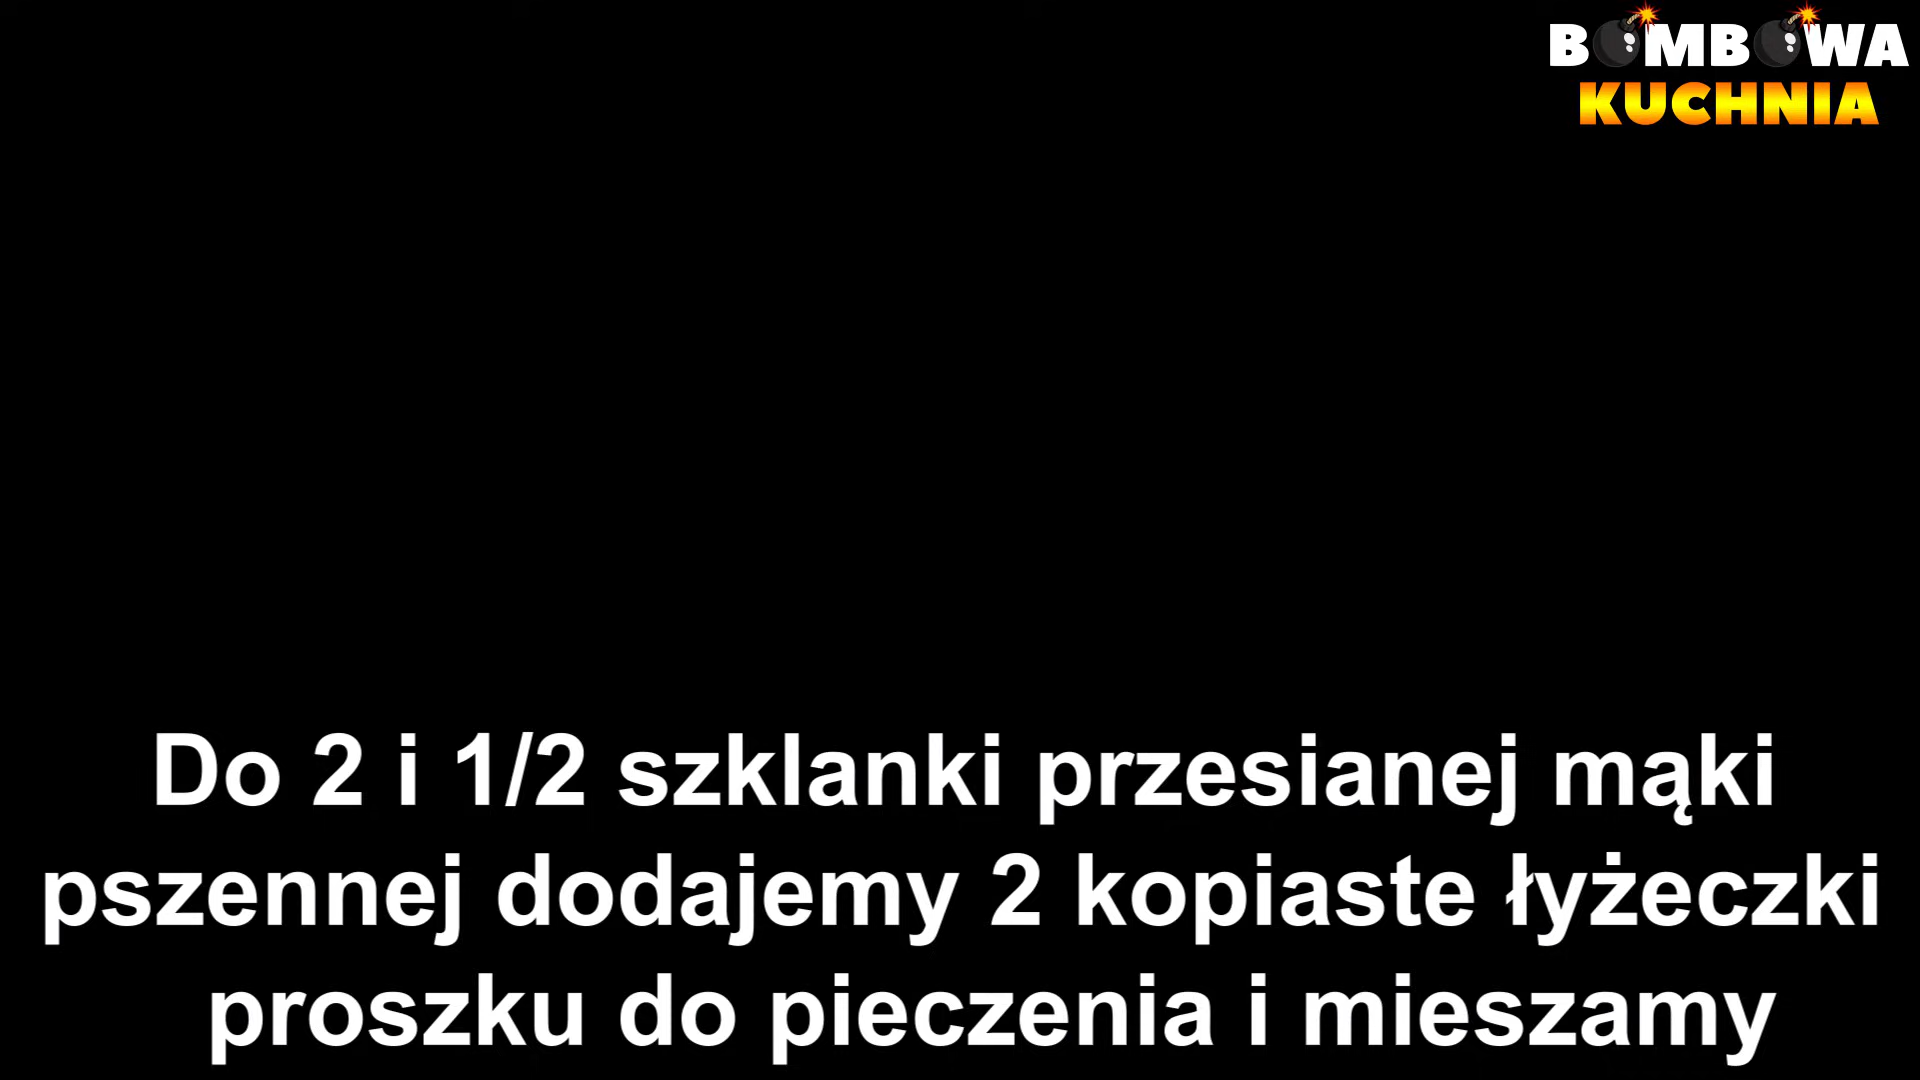 BOMBOWA
KUCHNIA
Do 2 i 1/2 szklanki przesianej mąki
pszennej dodajemy 2 kopiaste łyżeczki
proszku do pieczenia i mieszamy